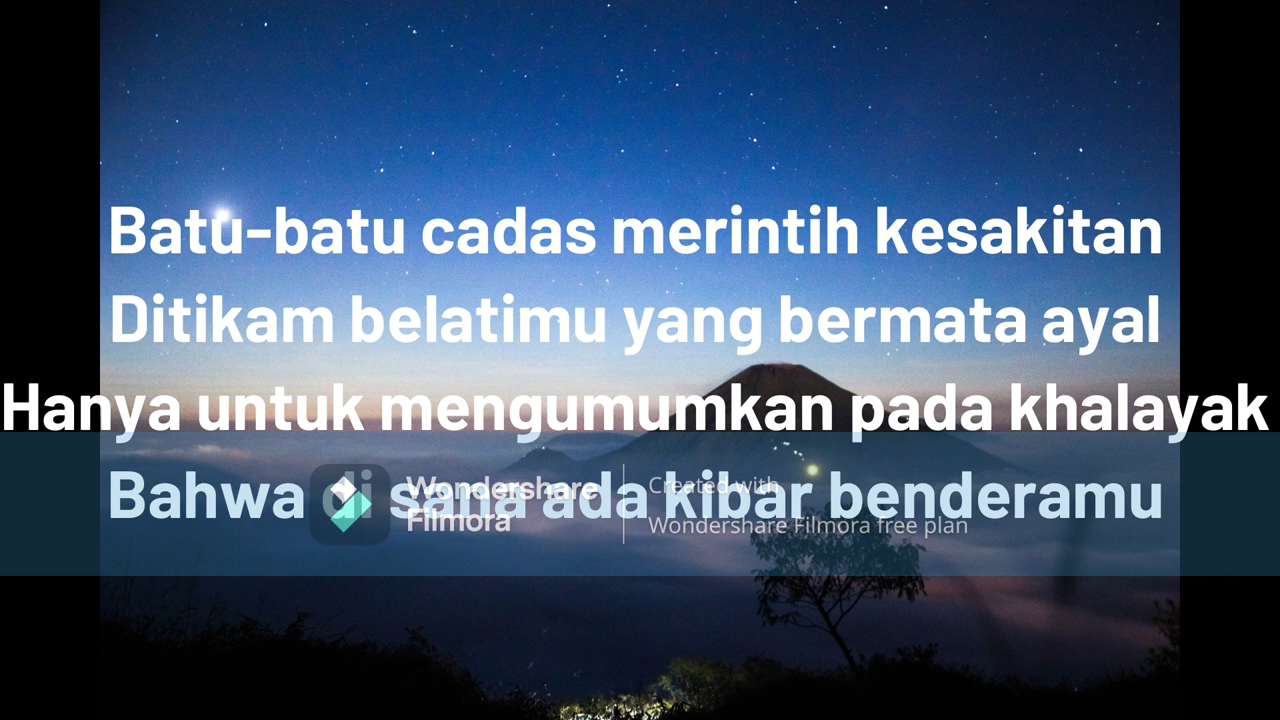 Batu-batu cadas merintih kesakitan
Ditikam belatimu yang bermata ayal
Hanya untuk mengumumkan pada khalayak
Bahwa di sana ada kibar benderamu
Wondershare
Filmora
Created with
Wondershare Filmora free plan